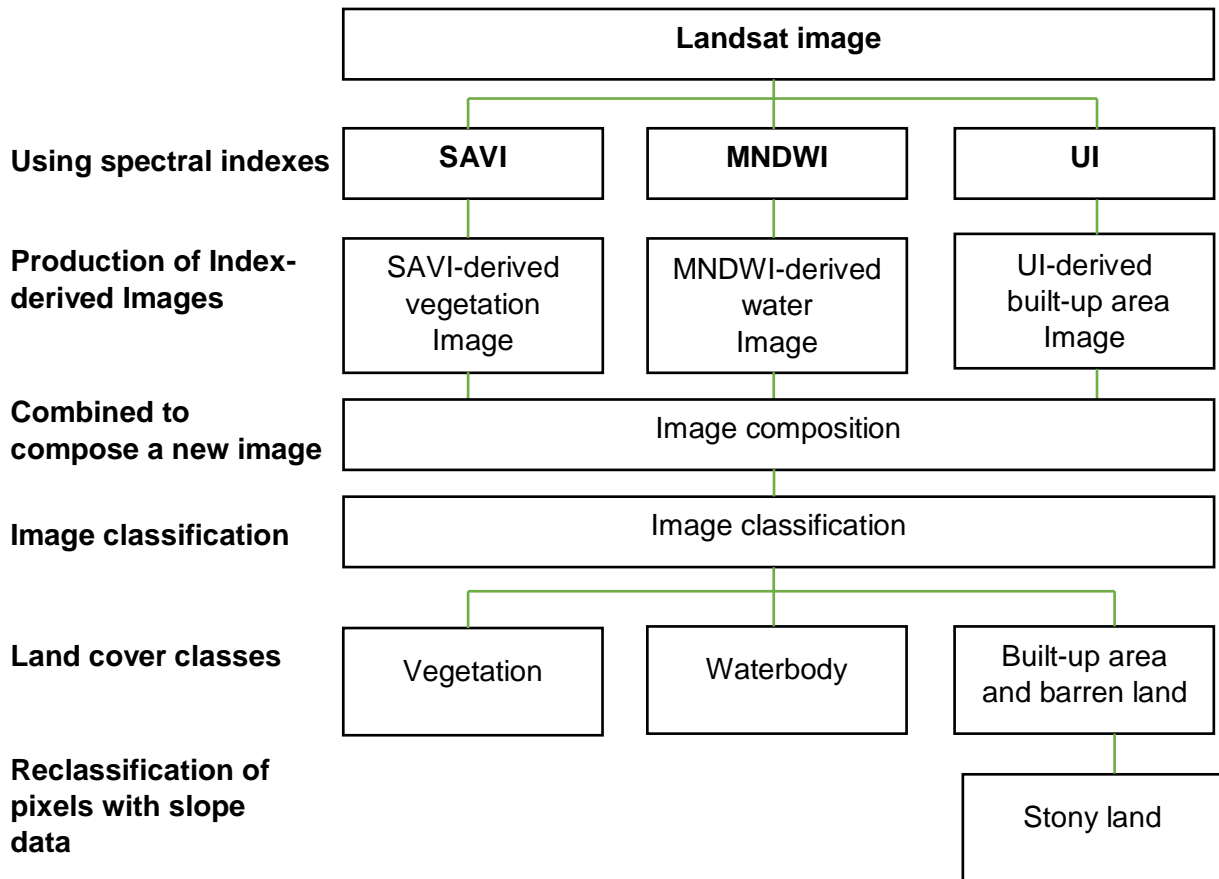 Landsat image
Using spectral indexes
SAVI
MNDWI
UI
Production of Index-
derived Images
SAVI-derived
vegetation
Image
MNDWI-derived
water
Image
UI-derived
built-up area
Image
Combined to
compose a new image
Image composition
Image classification
Image classification
Land cover classes
Vegetation
Waterbody
Built-up area
and barren land
Reclassification of
pixels with slope
data
Stony land